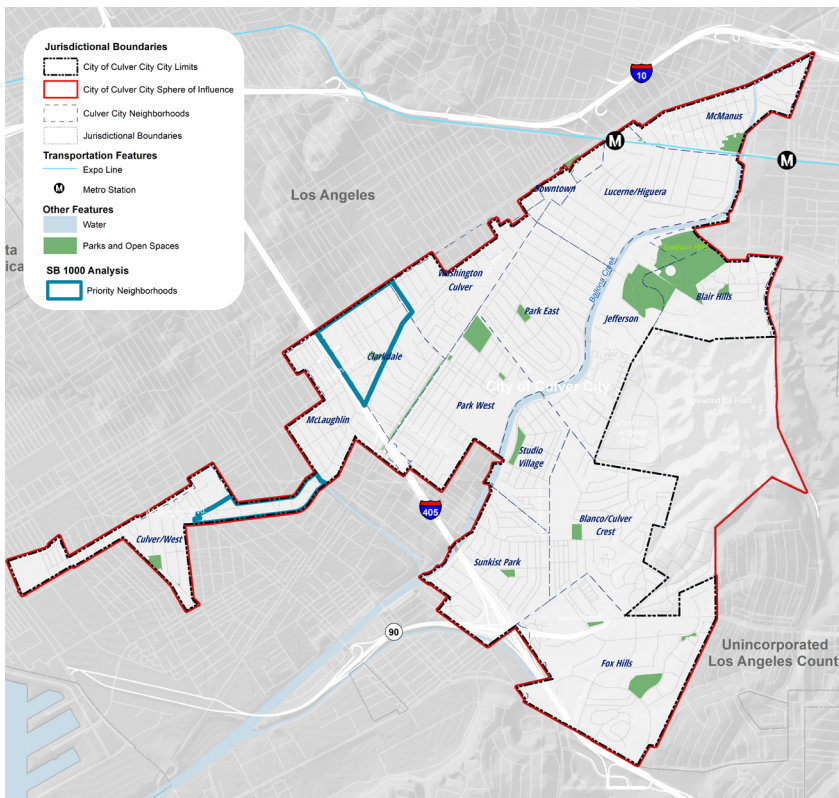 Jurisdictional Boundaries
City of Culver City City Limits
City of Culver City Sphere of Influence
Culver City Neighborhoods
Jurisdictional Boundaries
Transportation Features
Expo Line
M
Metro Station
Other Features
Water
Parks and Open Spaces
SB 1000 Analysis
Priority Neighborhoods
10
McManus
M
M
Los Angeles
Downtown
Lucerne/Higuera
ta
ica
Washington
Culver
Ballona Creek
Blair Hills
Park East
Jefferson
Clarkdale
City of Culver City
Park West
McLaughlin
Studio
Village
405
Blanco/Culver
Crest
Culver/West
Sunkist Park
90
Unincorporated
Los Angeles Count
Fox Hills